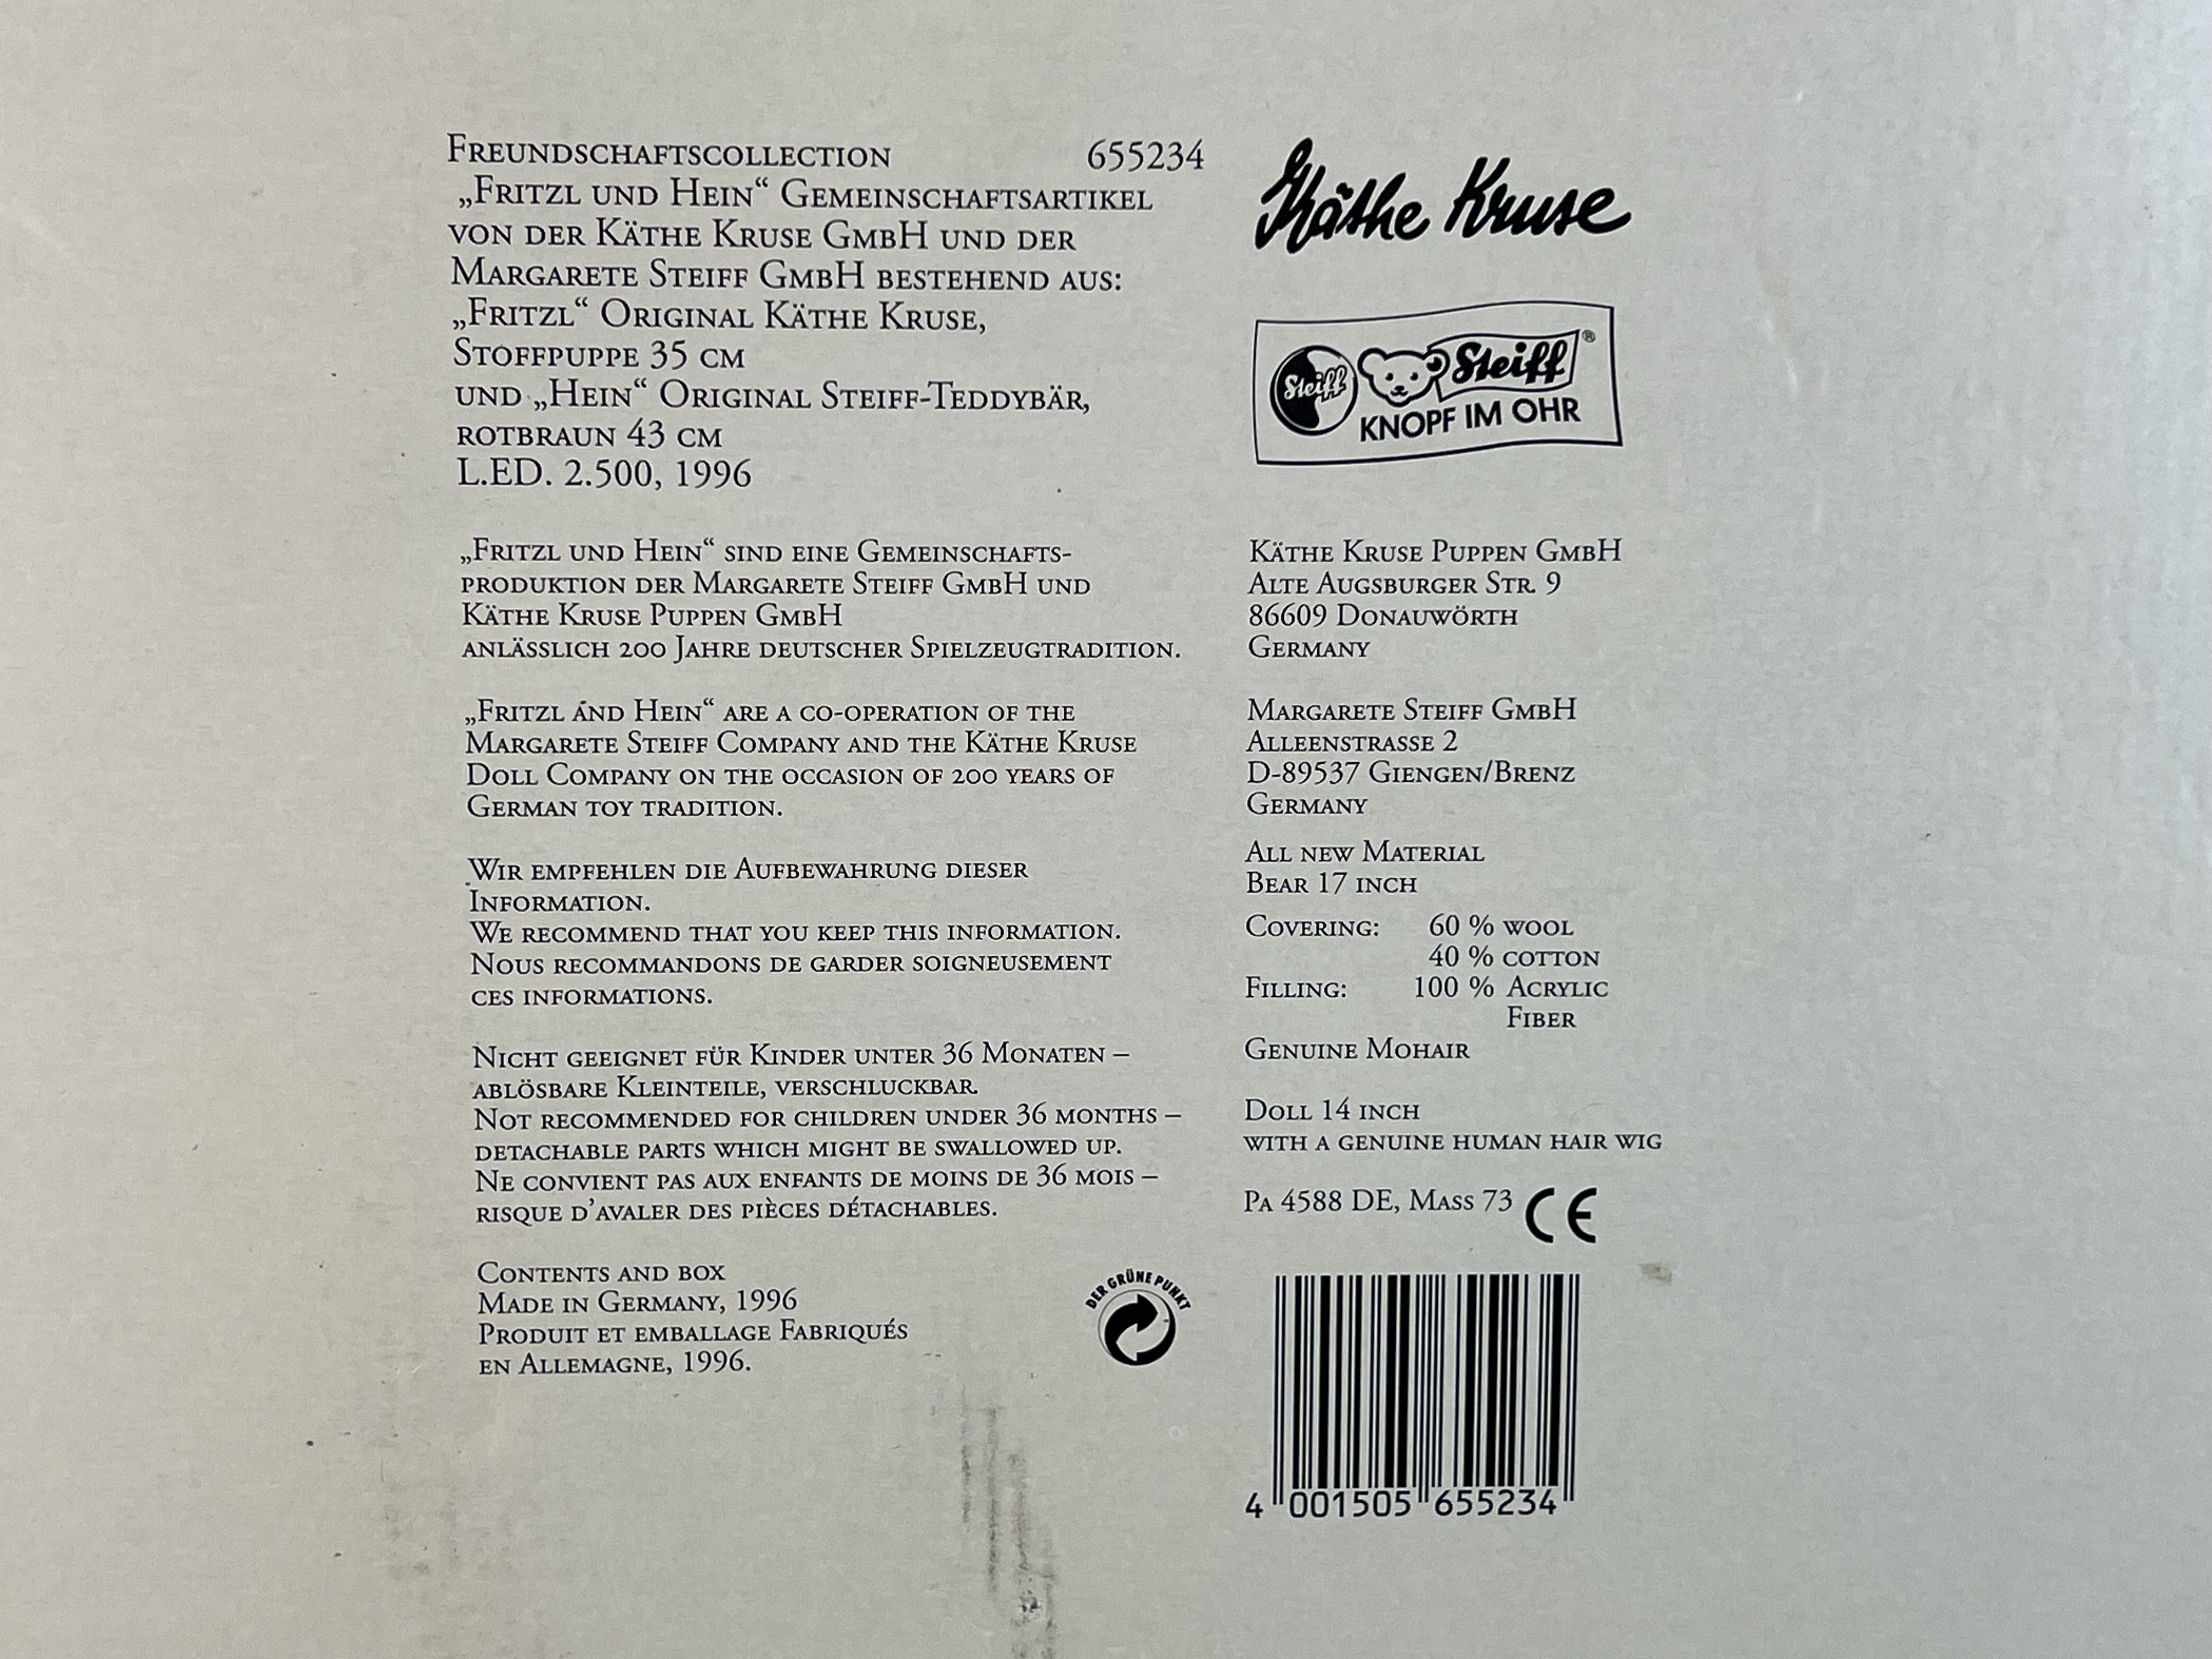 Freundschaftscollection 655234
„Fritzl und Hein“ Gemeinschaftsartikel
von der Käthe Kruse GmbH und der
Margarete Steiff GmbH bestehend aus:
„Fritzl“ Original Käthe Kruse,
Stoffpuppe 35 cm
und „Hein“ Original Steiff-Teddybär,
rotbraun 43 cm
L.ED. 2.500, 1996
„Fritzl und Hein“ sind eine Gemeinschafts-
produktion der Margarete Steiff GmbH und
Käthe Kruse Puppen GmbH
anlässlich 200 Jahre deutscher Spielzeugtradition.
„Fritzl ánd Hein“ are a co-operation of the
Margarete Steiff Company and the Käthe Kruse
Doll Company on the occasion of 200 years of
German toy tradition.
Wir empfehlen die Aufbewahrung dieser
Information.
We recommend that you keep this information.
Nous recommandons de garder soigneusement
ces informations.
Nicht geeignet für Kinder unter 36 Monaten –
ablösbare Kleinteile, verschluckbar.
Not recommended for children under 36 months –
detachable parts which might be swallowed up.
Ne convient pas aux enfants de moins de 36 mois –
risque d'avaler des pièces détachables.
Contents and box
Made in Germany, 1996
Produit et emballage Fabriqués
en Allemagne, 1996.
DER GRÜNE PUNKT
Käthe Kruse
Steiff
Steiff®
KNOPF IM OHR
Käthe Kruse Puppen GmbH
Alte Augsburger Str. 9
86609 Donauwörth
Germany
Margarete Steiff GmbH
Alleenstrasse 2
D-89537 Giengen/Brenz
Germany
All new Material
Bear 17 inch
Covering: 60 % wool
40 % cotton
Filling: 100 % Acrylic
Fiber
Genuine Mohair
Doll 14 inch
with a genuine human hair wig
Pa 4588 DE, Mass 73 CE
4 001505 655234